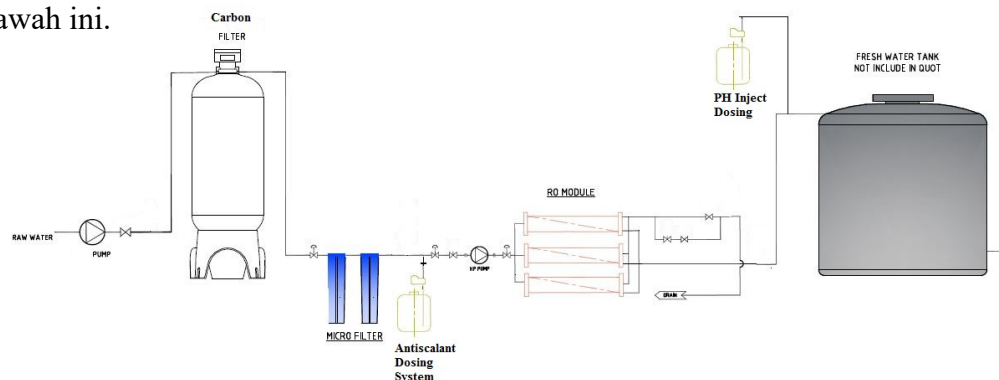 awah ini.
Carbon
FILTER
PH Inject
Dosing
FRESH WATER TANK
NOT INCLUDE IN QUOT
RO MODULE
RAW WATER
PUMP
HP PUMP
DRAIN
MICRO FILTER
Antiscalant
Dosing
System